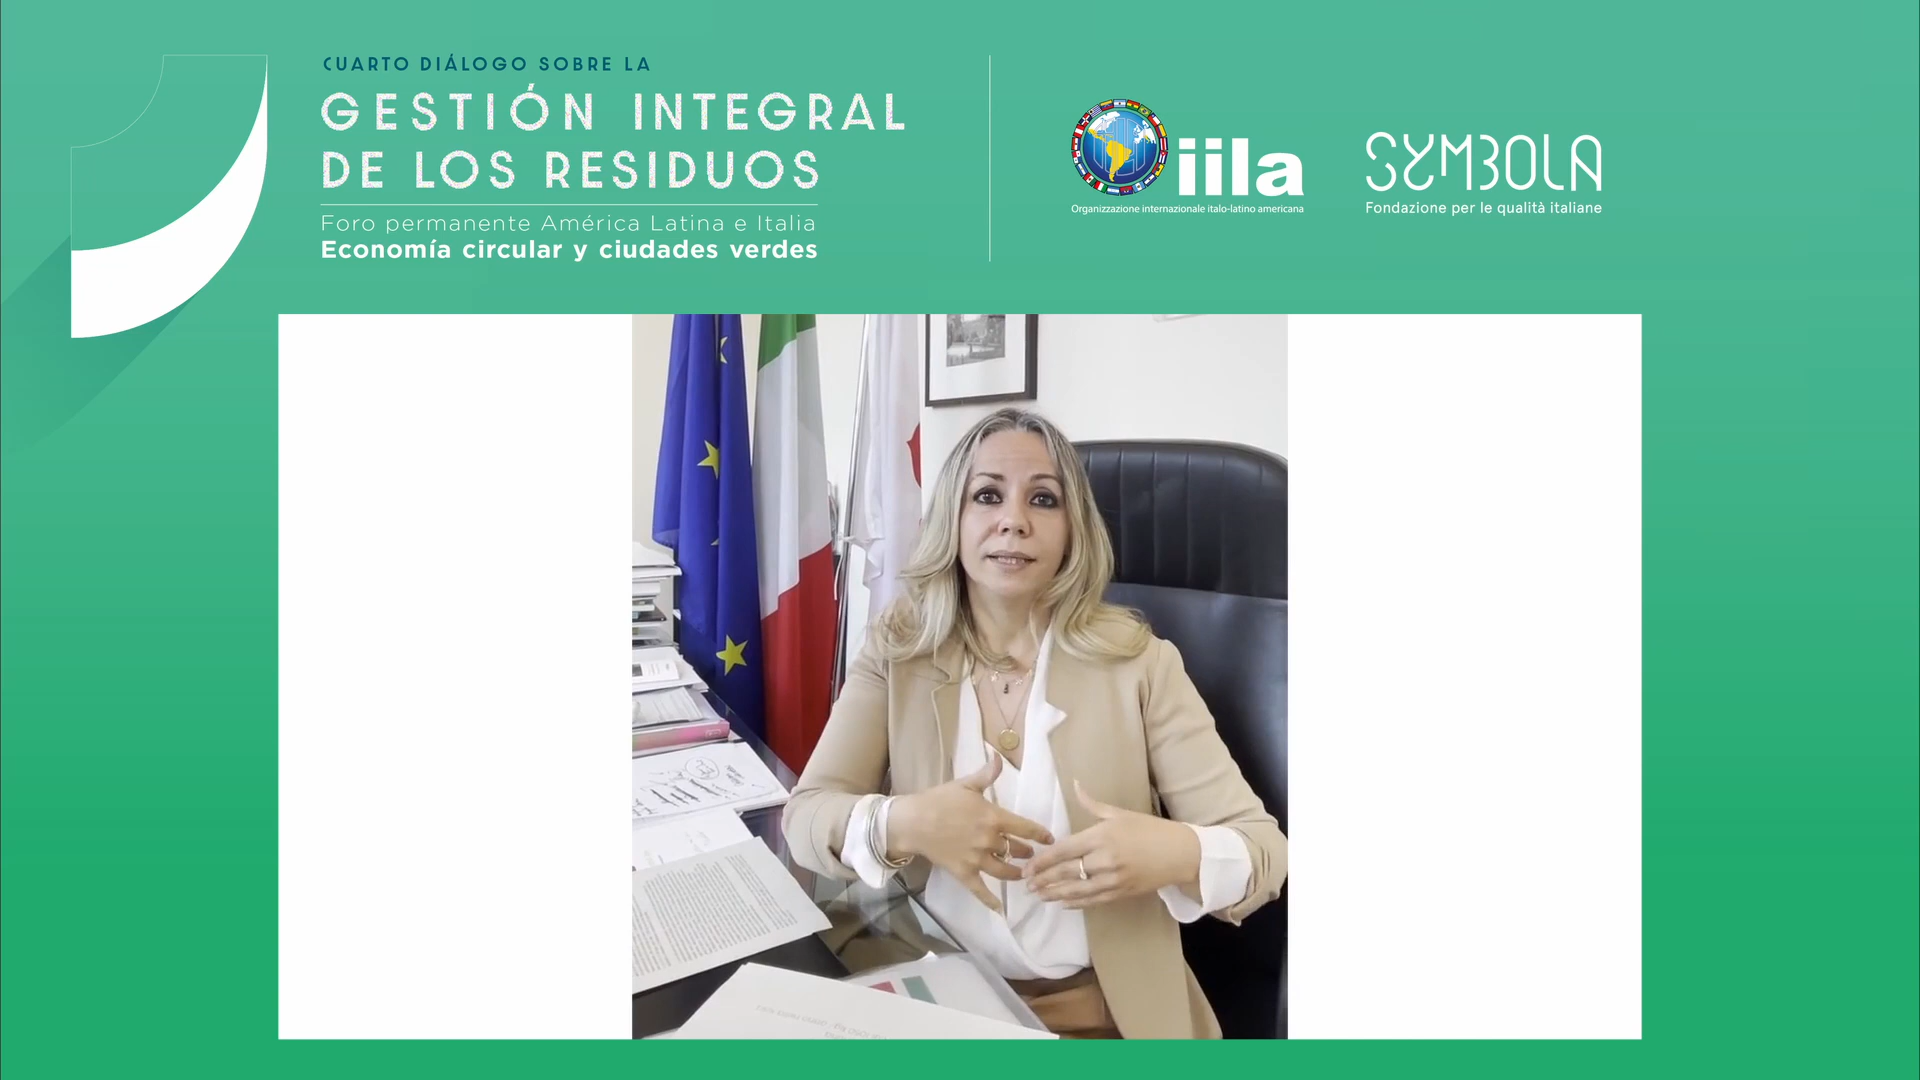 CUARTO DIÁLOGO SOBRE LA
GESTIÓN INTEGRAL
DE LOS RESIDUOS
Foro permanente América Latina e Italia
Economía circular y ciudades verdes
iila
Organizzazione internazionale italo-latino americana
SYMBOLA
Fondazione per le qualità italiane